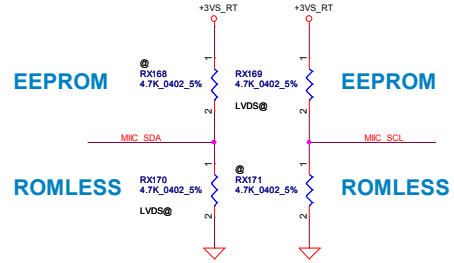 +3VS_RT +3VS_RT
@
EEPROM RX168 4.7K_0402_5% 1 2
RX169 4.7K_0402_5% 1 2 EEPROM
LVDS@
MIIC_SDA MIIC_SCL
ROMLESS RX170 4.7K_0402_5% 1 2
LVDS@
@
RX171 4.7K_0402_5% 1 2 ROMLESS